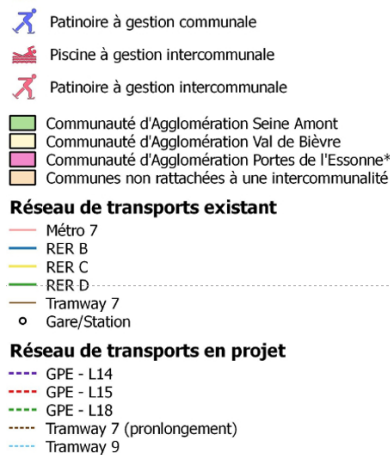 Patinoire à gestion communale
Piscine à gestion intercommunale
Patinoire à gestion intercommunale
Communauté d'Agglomération Seine Amont
Communauté d'Agglomération Val de Bièvre
Communauté d'Agglomération Portes de l'Essonne*
Communes non rattachées à une intercommunalité
Réseau de transports existant
Métro 7
RER B
RER C
RER D
Tramway 7
Gare/Station
Réseau de transports en projet
GPE - L14
GPE - L15
GPE - L18
Tramway 7 (pronlongement)
Tramway 9